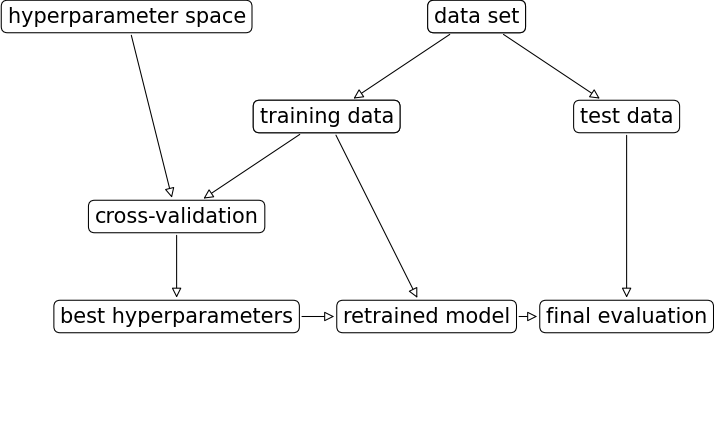 hyperparameter space
data set
training data
test data
cross-validation
best hyperparameters
retrained model
final evaluation